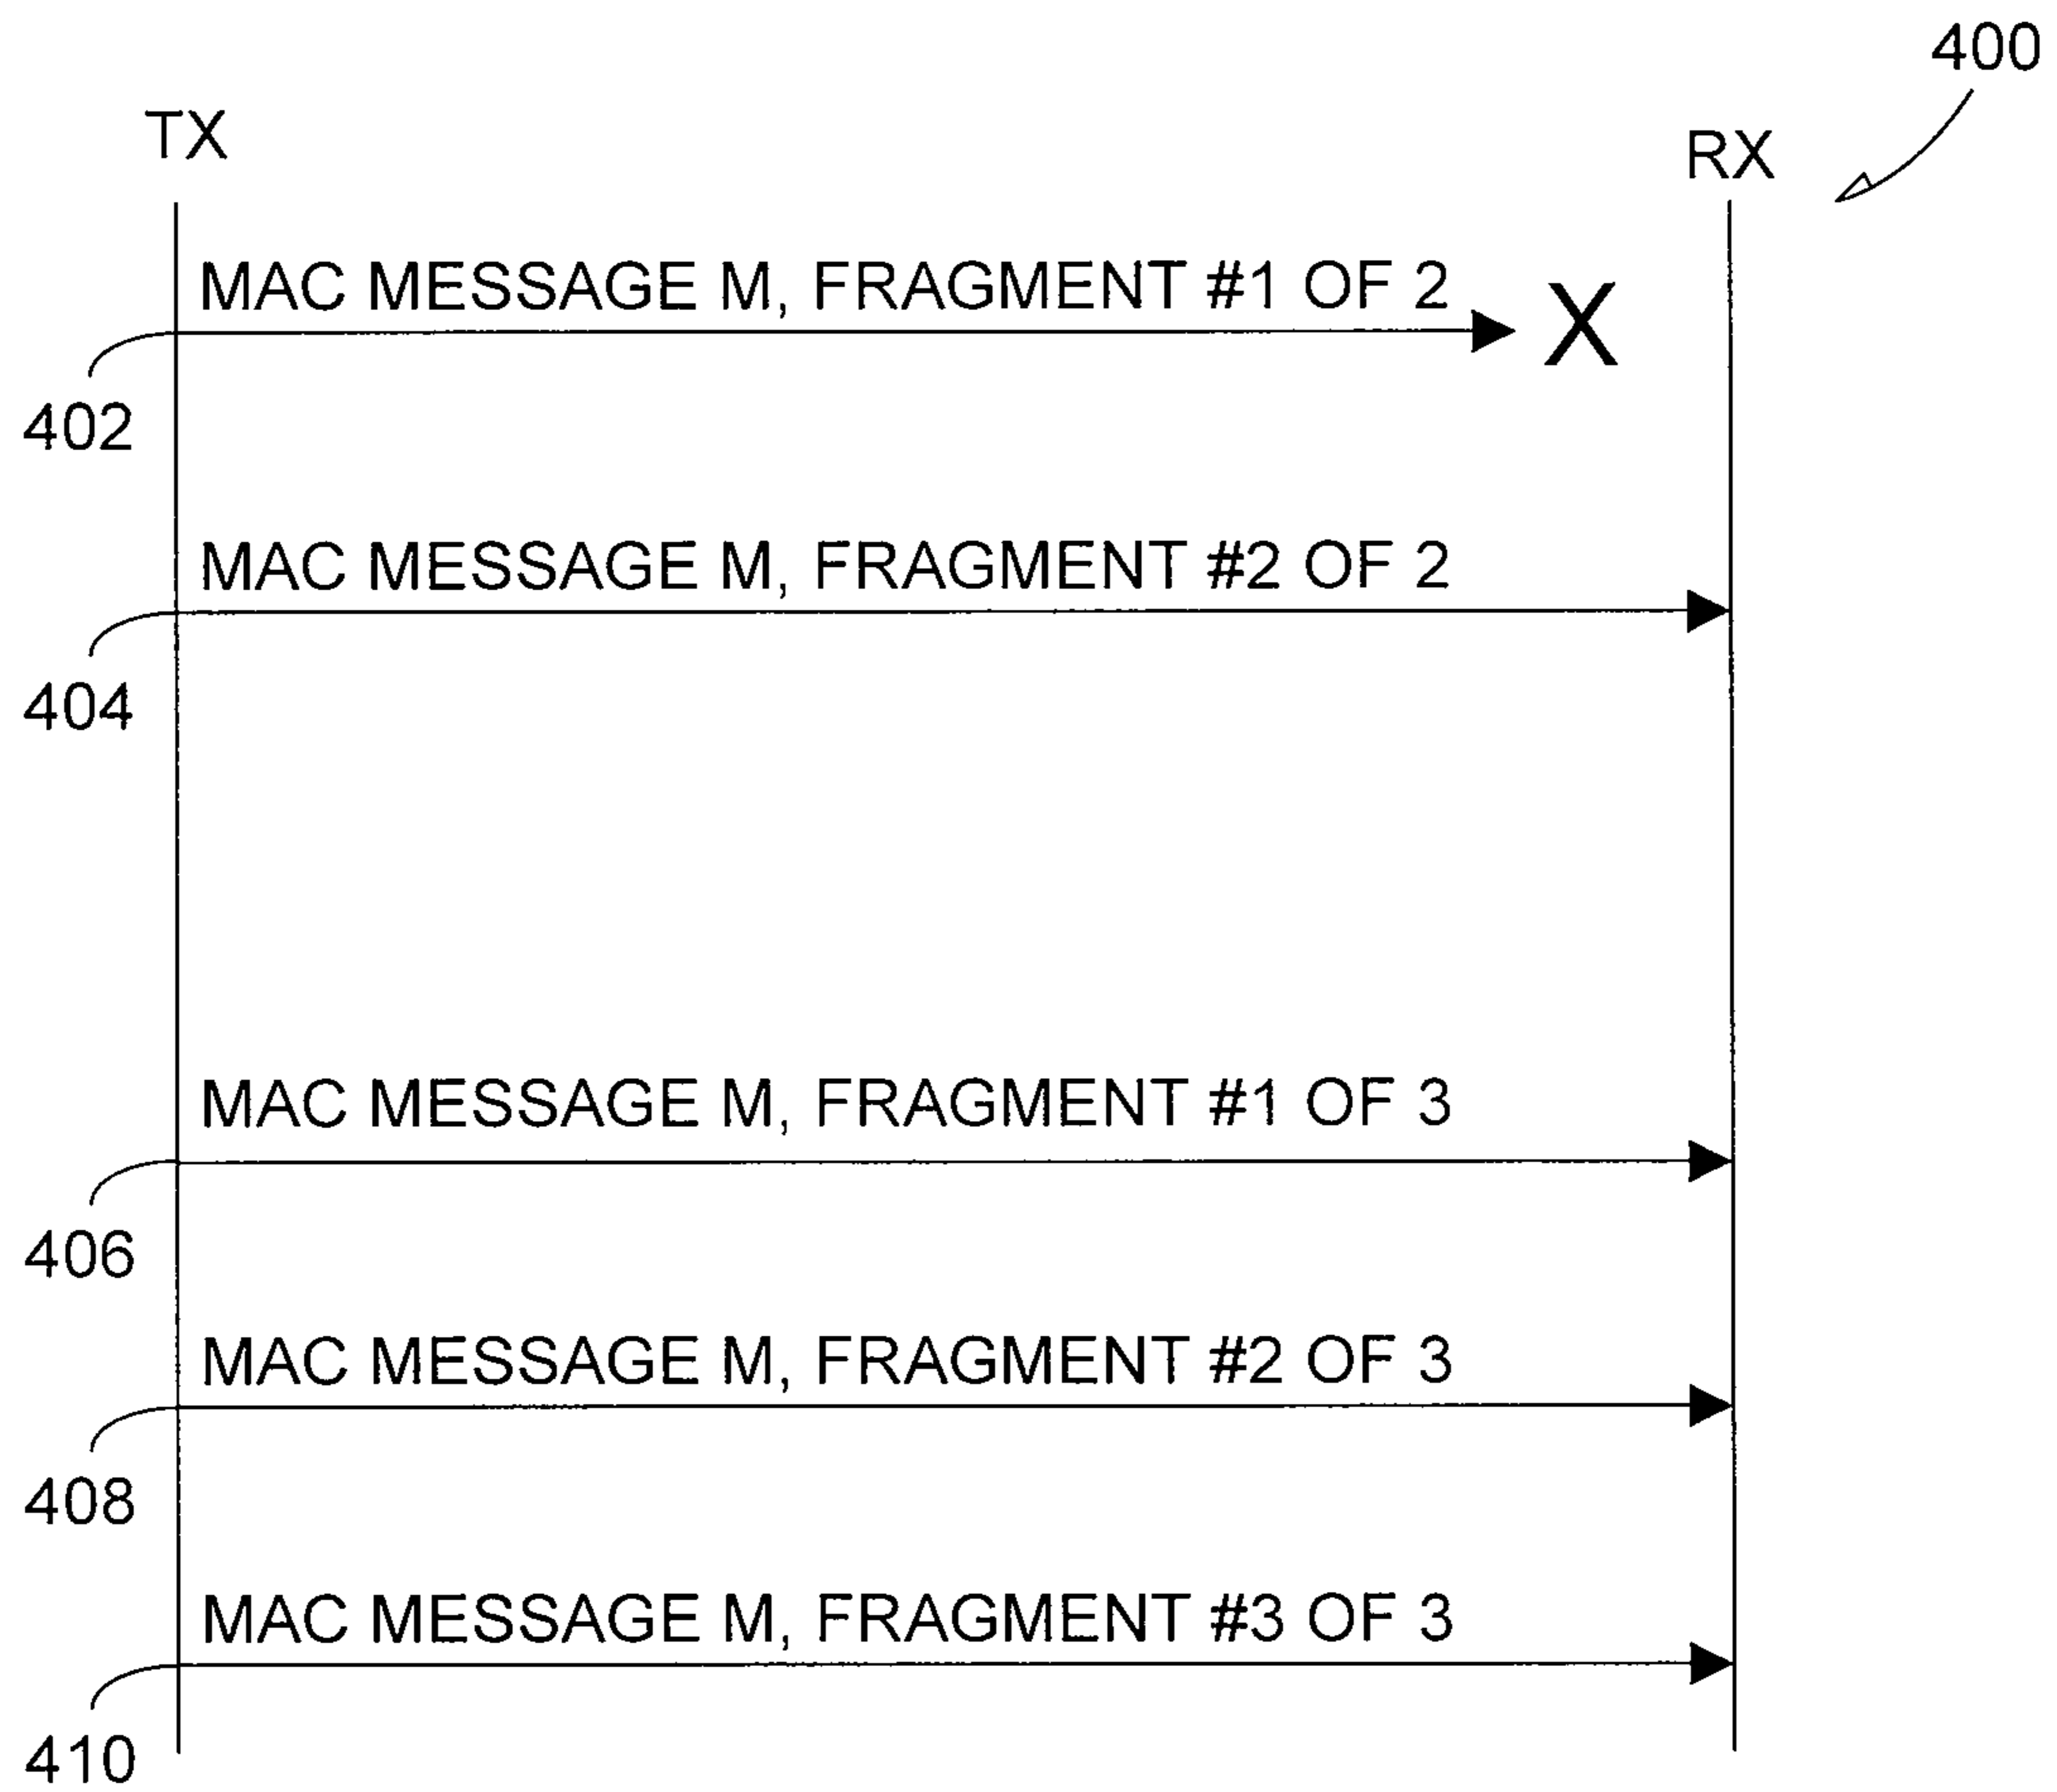 400
TX
RX
MAC MESSAGE M, FRAGMENT #1 OF 2
X
402
MAC MESSAGE M, FRAGMENT #2 OF 2
404
MAC MESSAGE M, FRAGMENT #1 OF 3
406
MAC MESSAGE M, FRAGMENT #2 OF 3
408
MAC MESSAGE M, FRAGMENT #3 OF 3
410